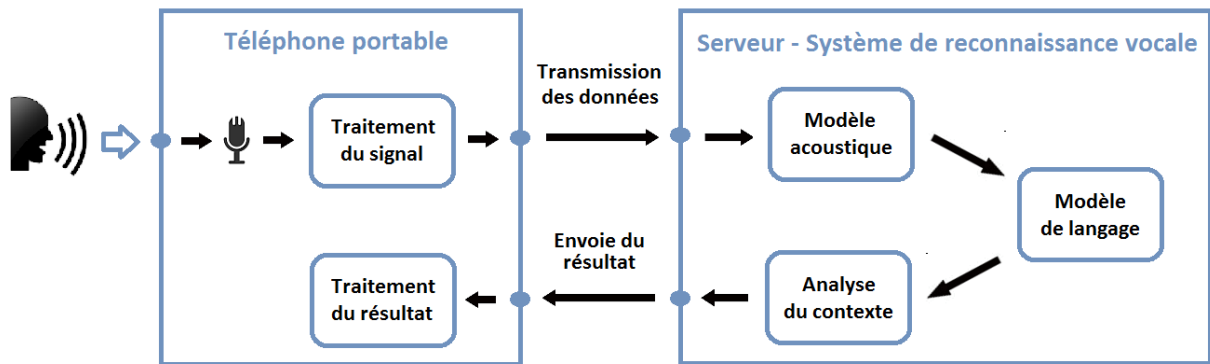 Téléphone portable
Serveur - Système de reconnaissance vocale
Transmission
des données
Traitement
du signal
Modèle
acoustique
Modèle
de langage
Envoie du
résultat
Traitement
du résultat
Analyse
du contexte